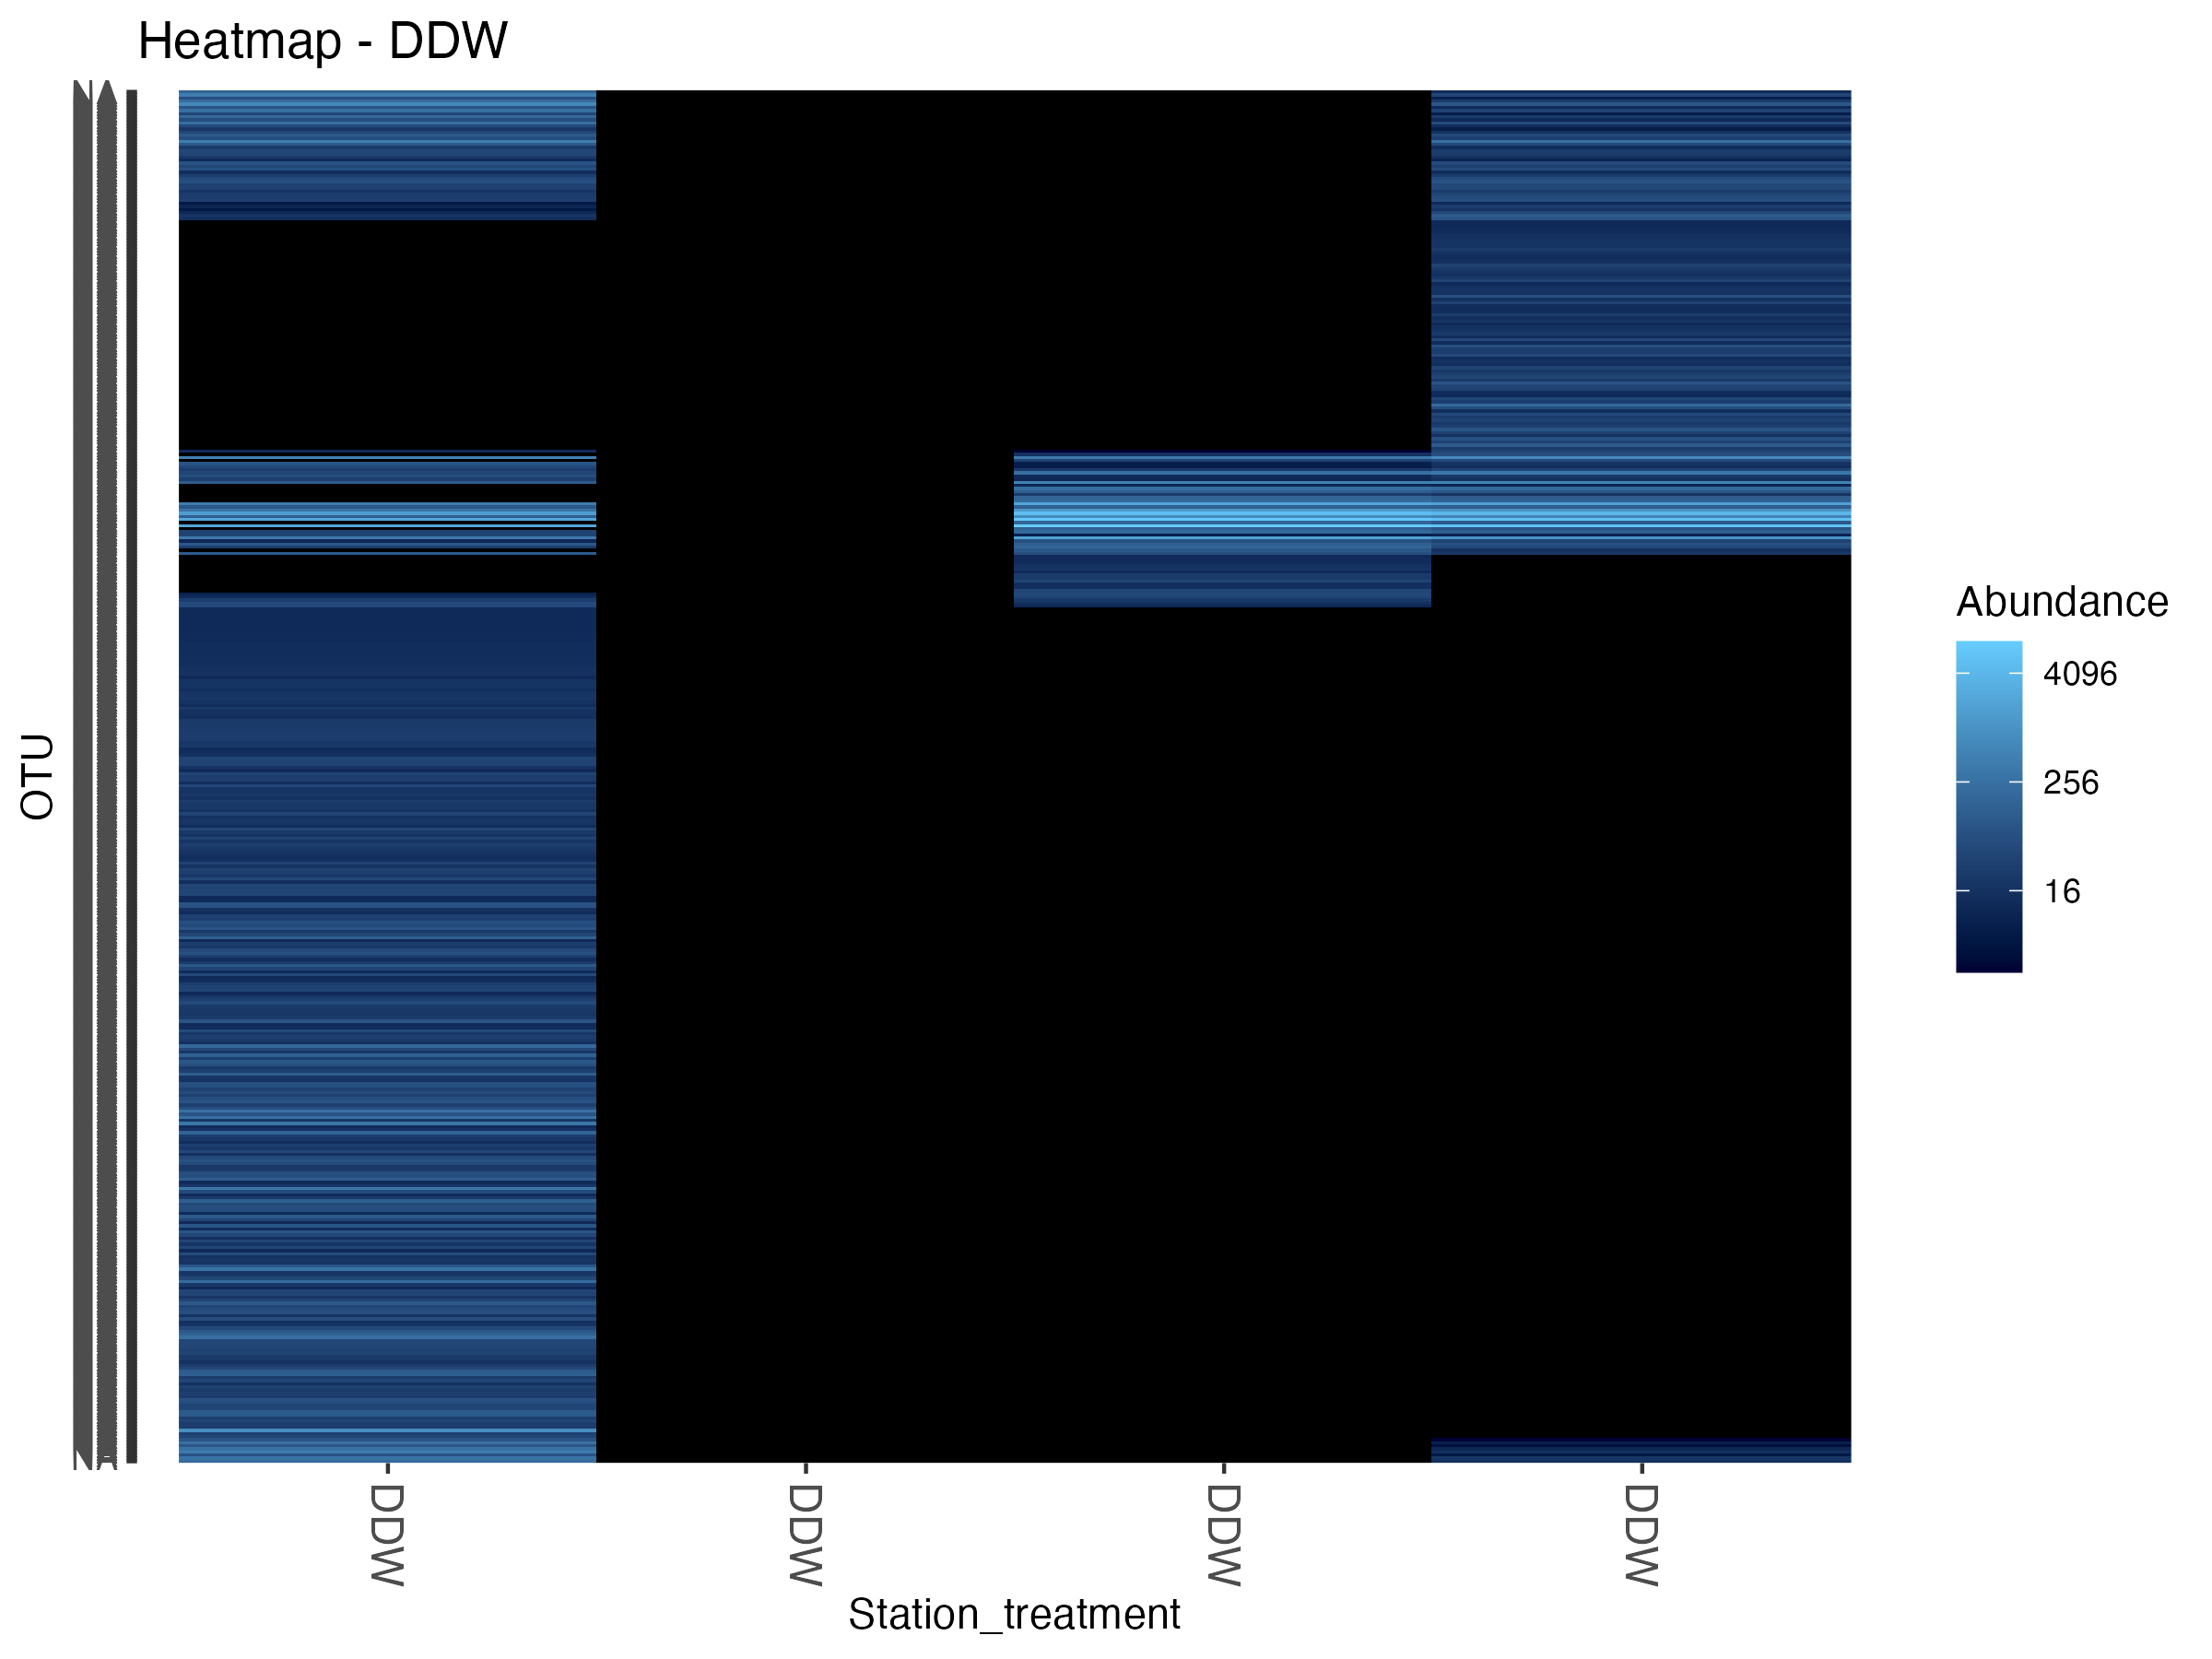 Heatmap - DDW
OTU
Abundance
4096
256
16
DDW
DDW
DDW
DDW
Station_treatment